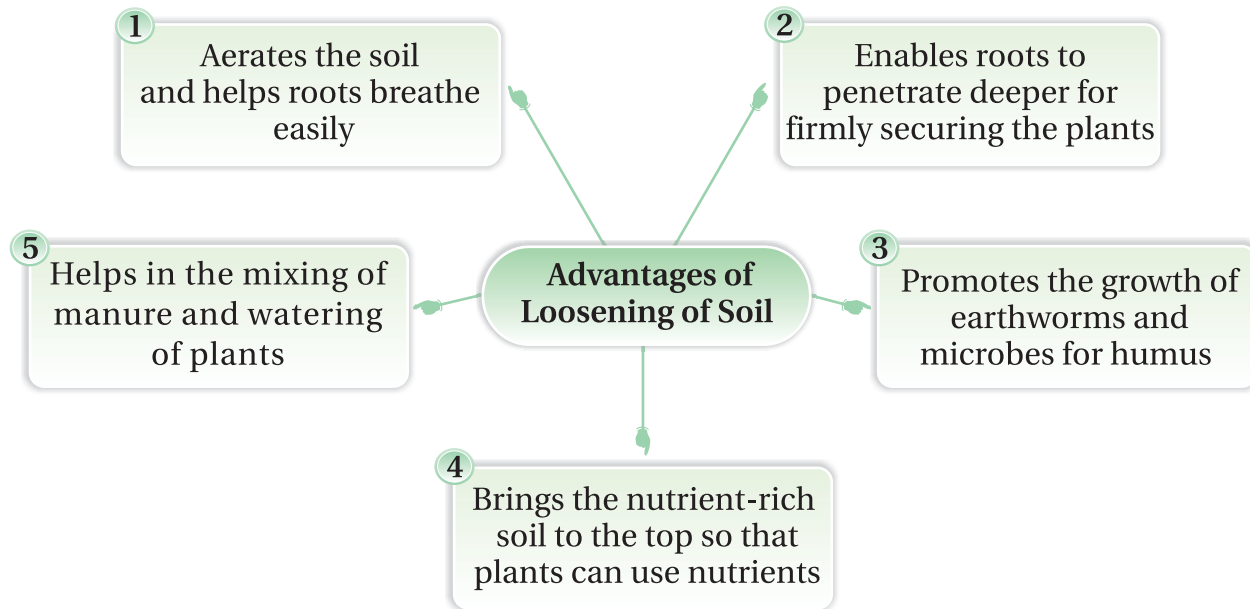 1
Aerates the soil
and helps roots breathe
easily
2
Enables roots to
penetrate deeper for
firmly securing the plants
Advantages of
Loosening of Soil
3
Promotes the growth of
earthworms and
microbes for humus
4
Brings the nutrient-rich
soil to the top so that
plants can use nutrients
5
Helps in the mixing of
manure and watering
of plants